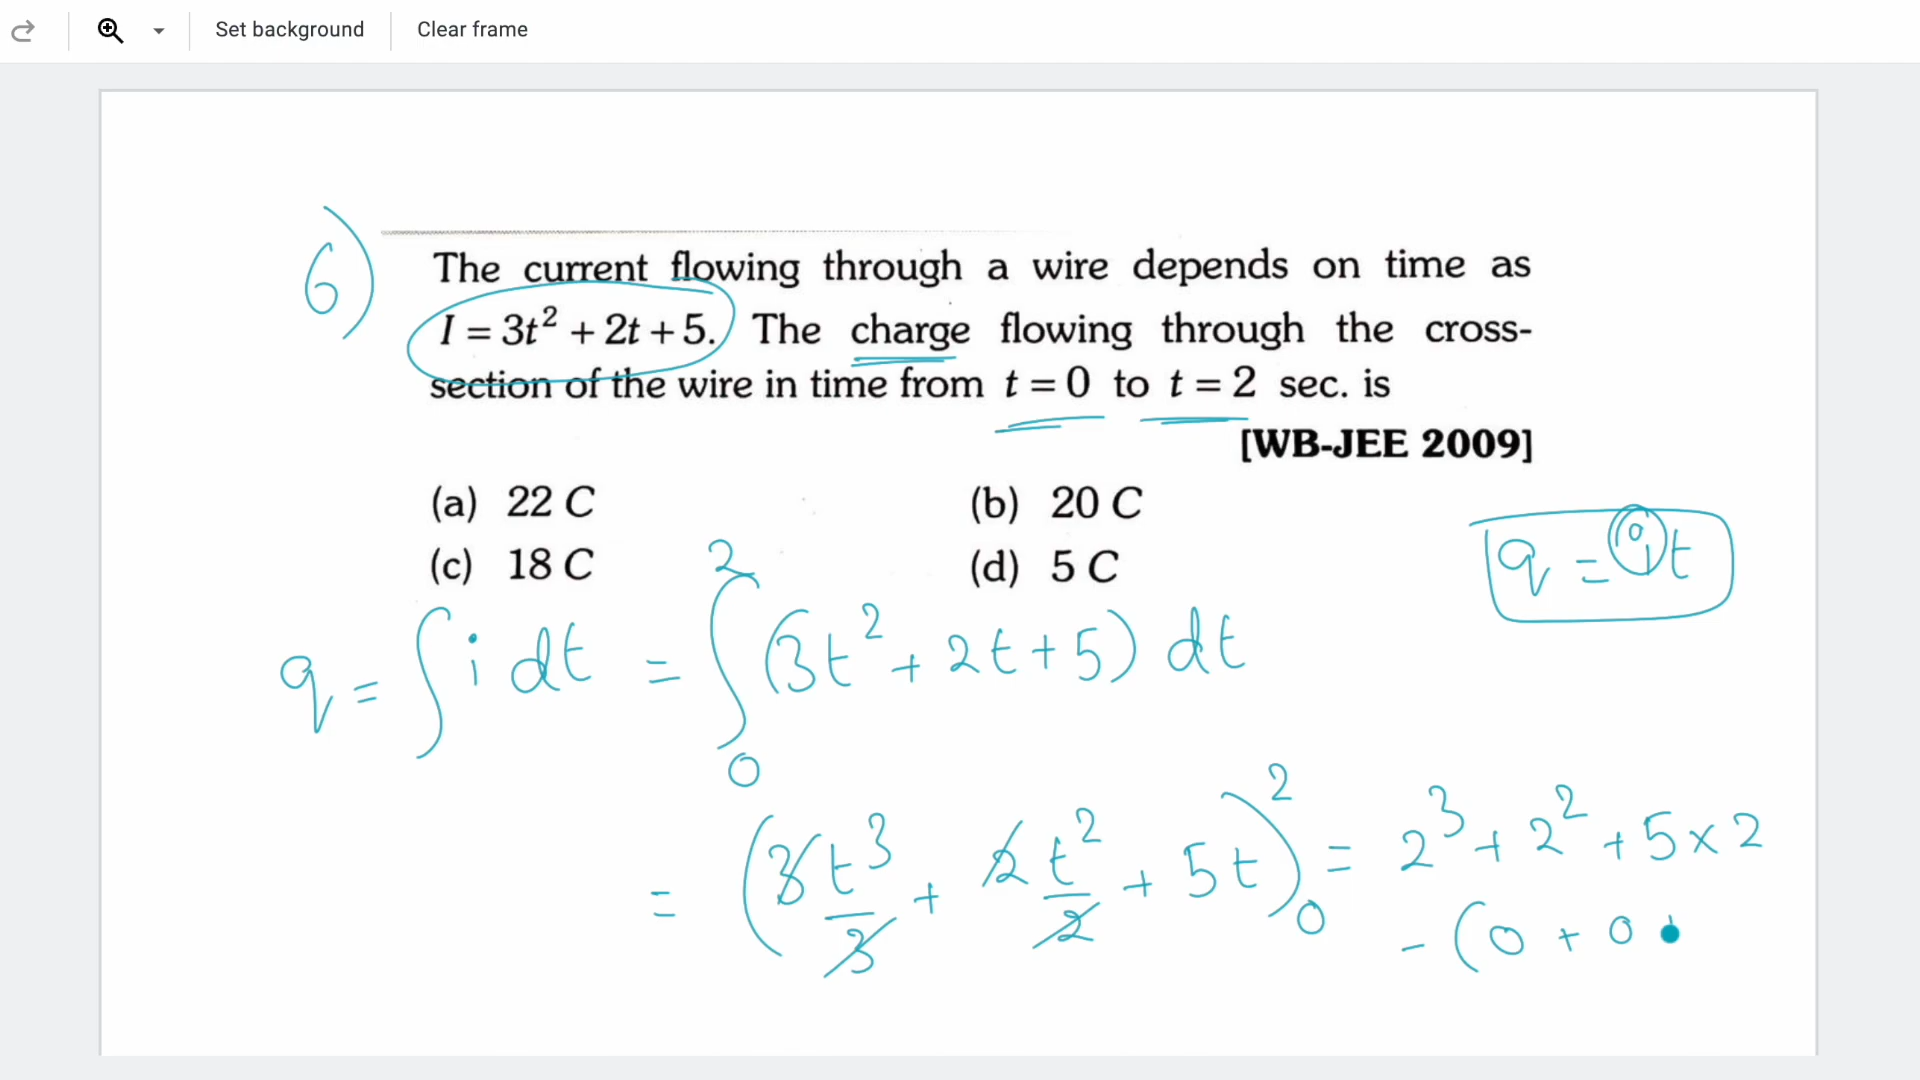 Set background Clear frame
6)
The current flowing through a wire depends on time as
I = 3t² + 2t + 5. The charge flowing through the cross-
section of the wire in time from t = 0 to t = 2 sec. is
[WB-JEE 2009]
(a) 22 C (b) 20 C
(c) 18 C (d) 5 C
q = it
q = ∫ i dt = ∫₀² (3t² + 2t + 5) dt
= (3t³/3 + 2t²/2 + 5t)₀² = 2³ + 2² + 5 × 2
- (0 + 0